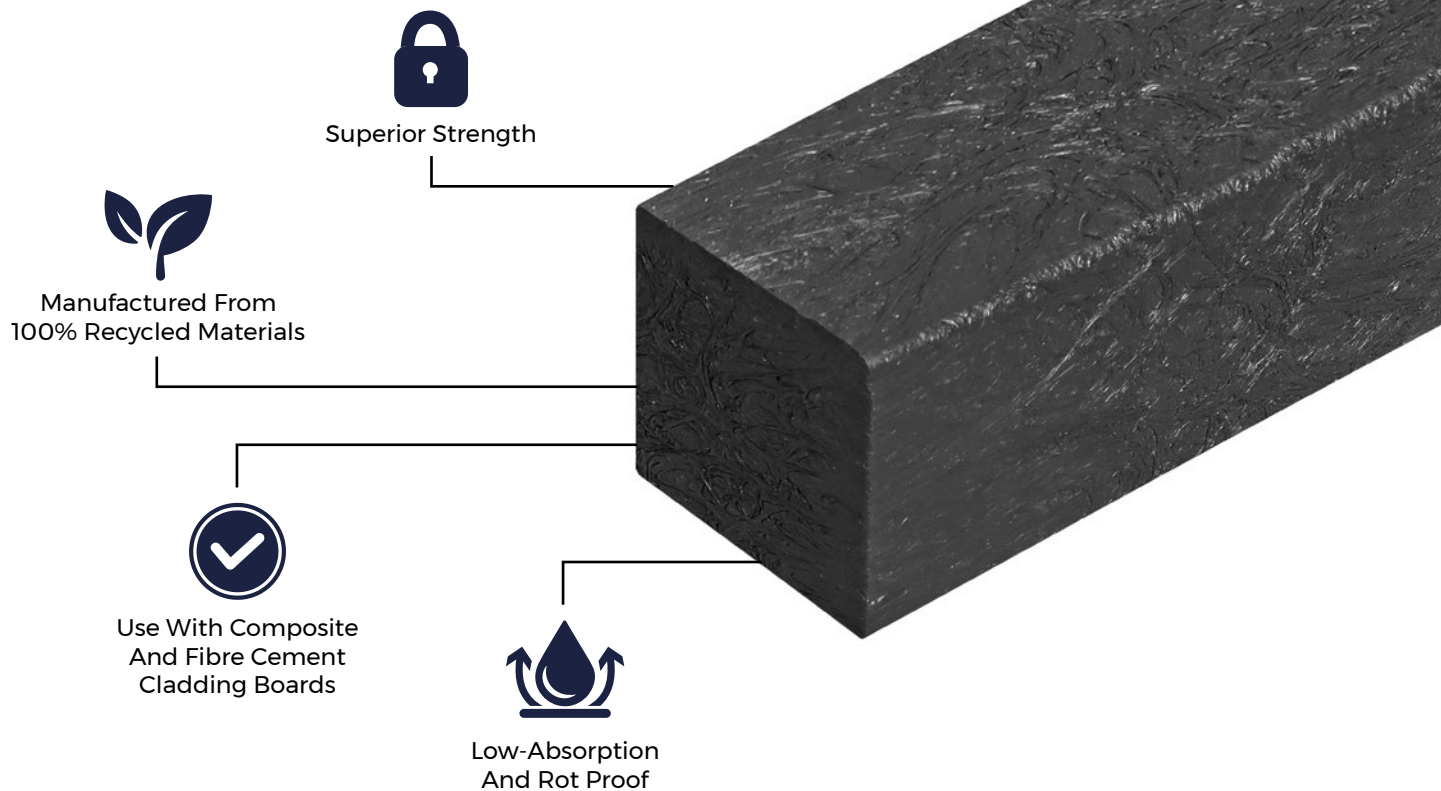 Superior Strength
Manufactured From
100% Recycled Materials
Use With Composite
And Fibre Cement
Cladding Boards
Low-Absorption
And Rot Proof